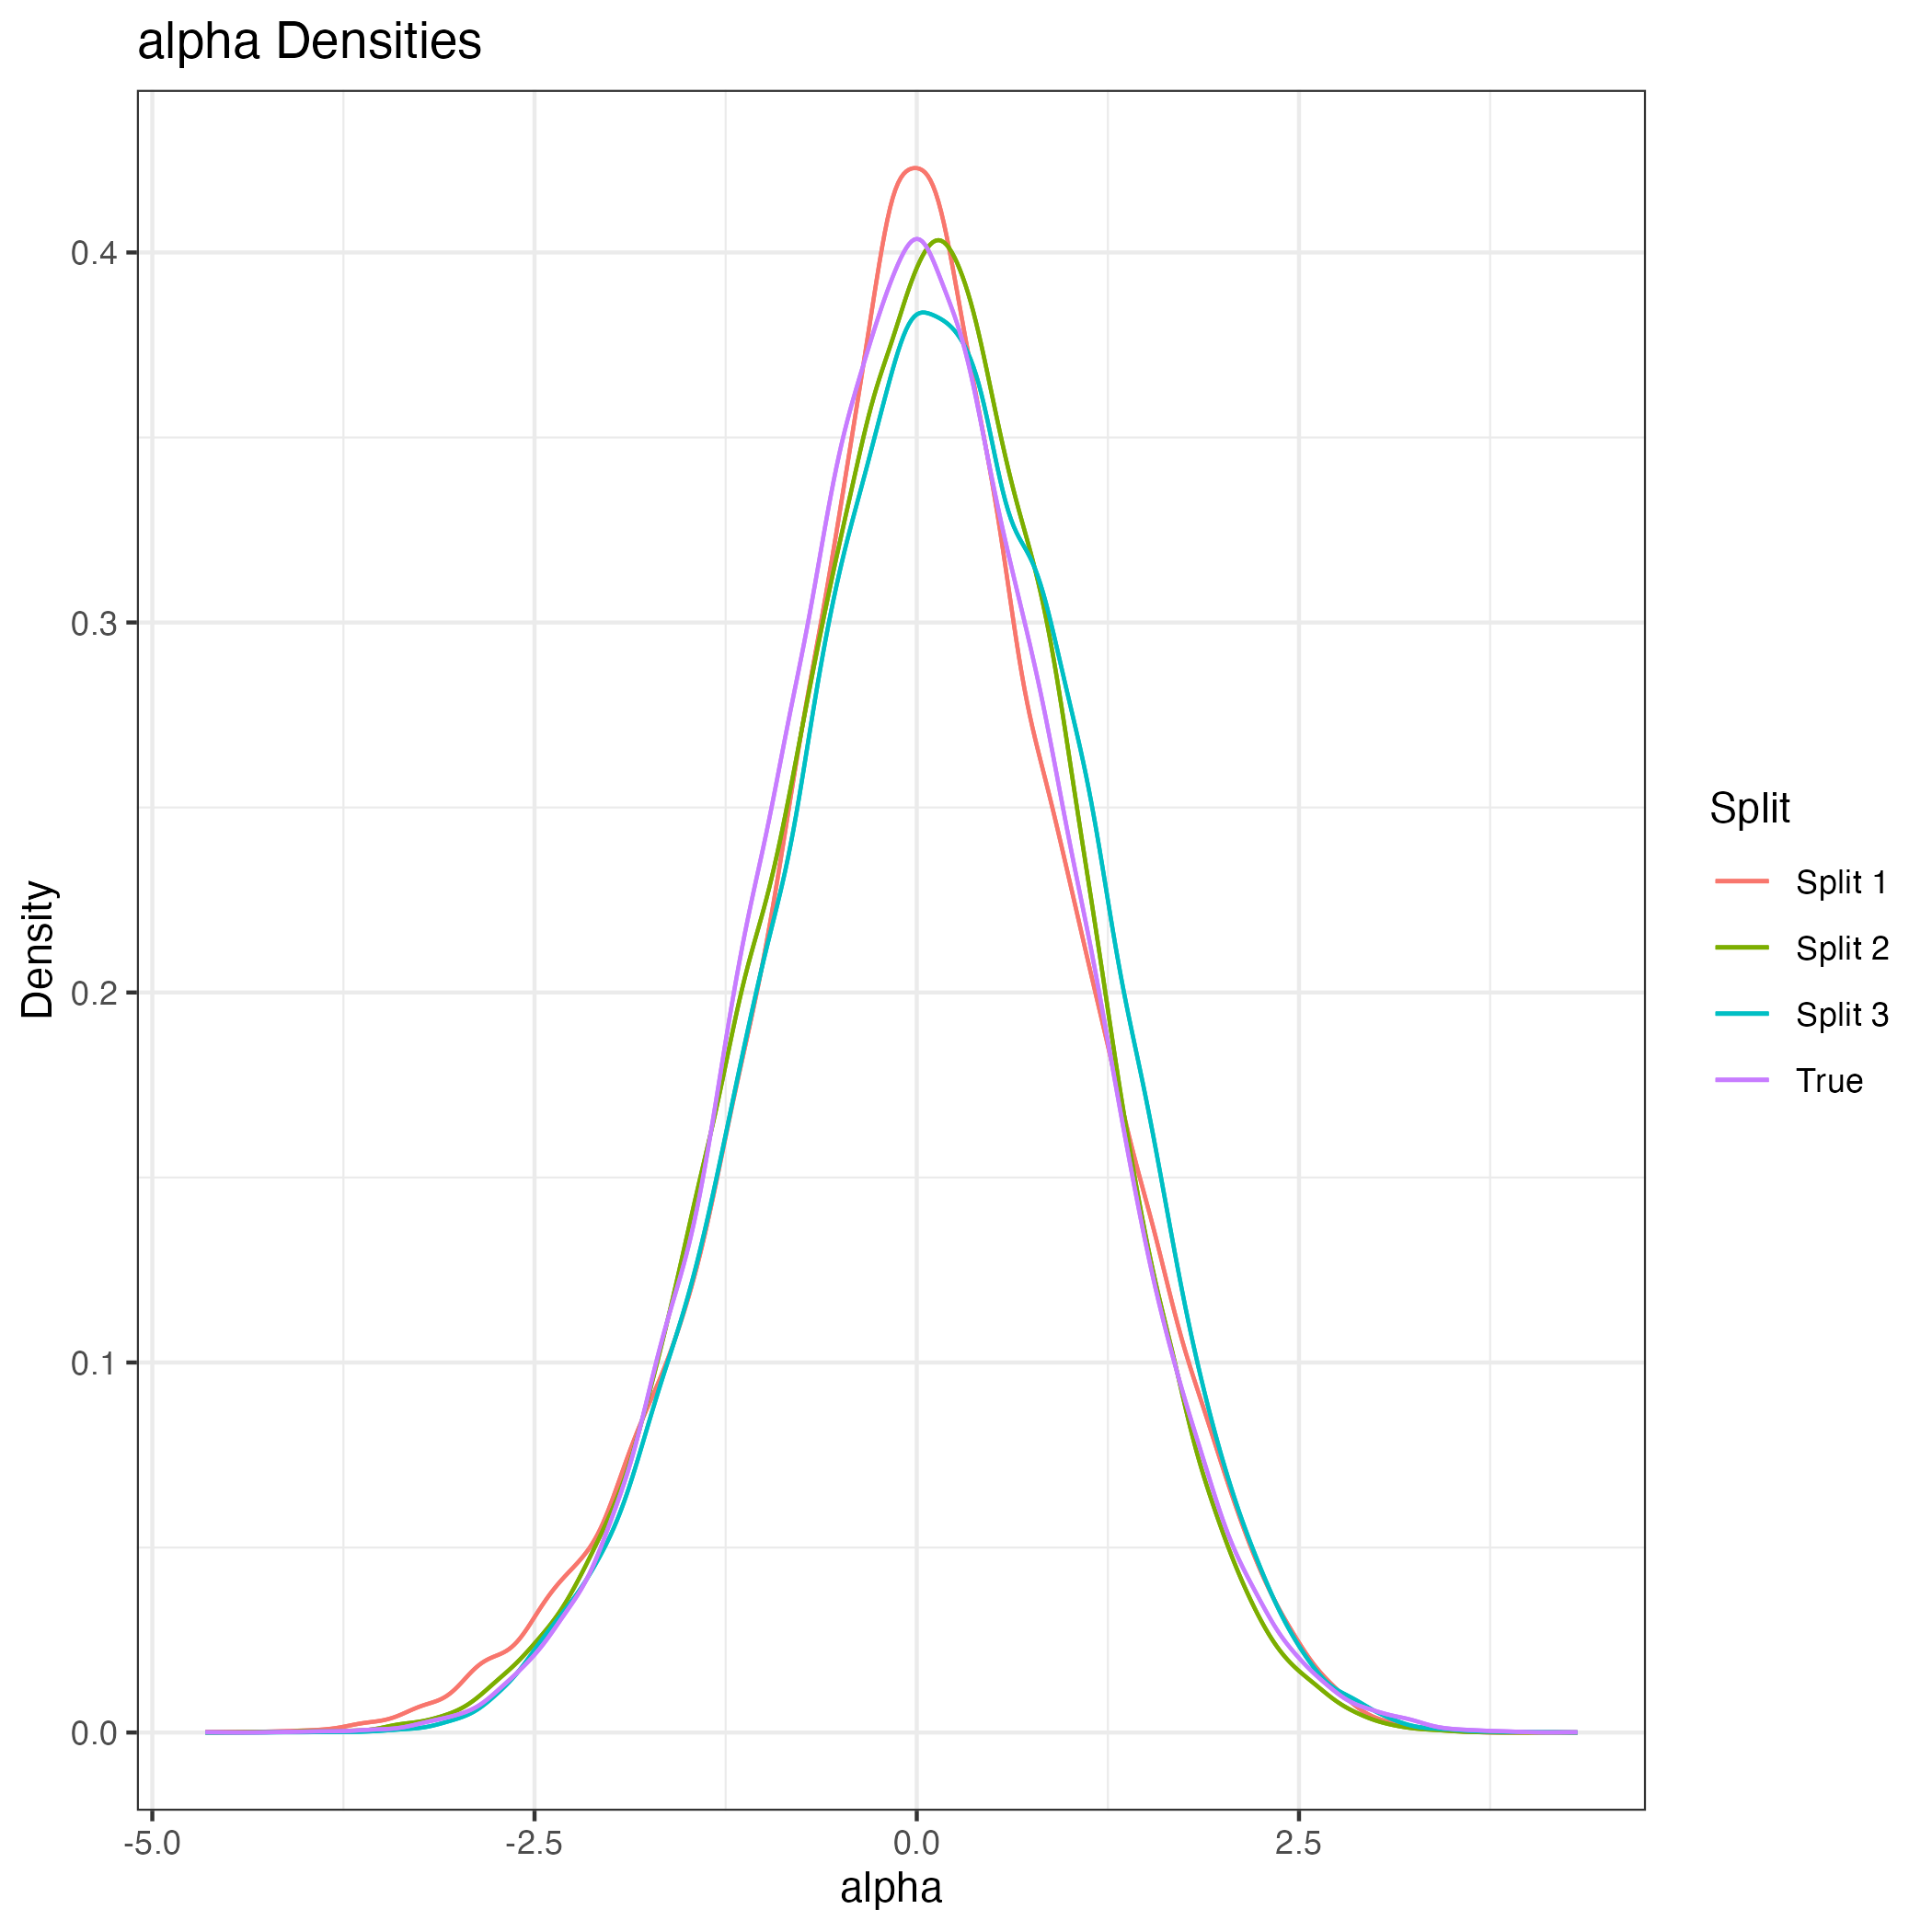 alpha Densities
Density
0.4
0.3
0.2
0.1
0.0
-5.0
-2.5
0.0
2.5
alpha
Split
Split 1
Split 2
Split 3
True